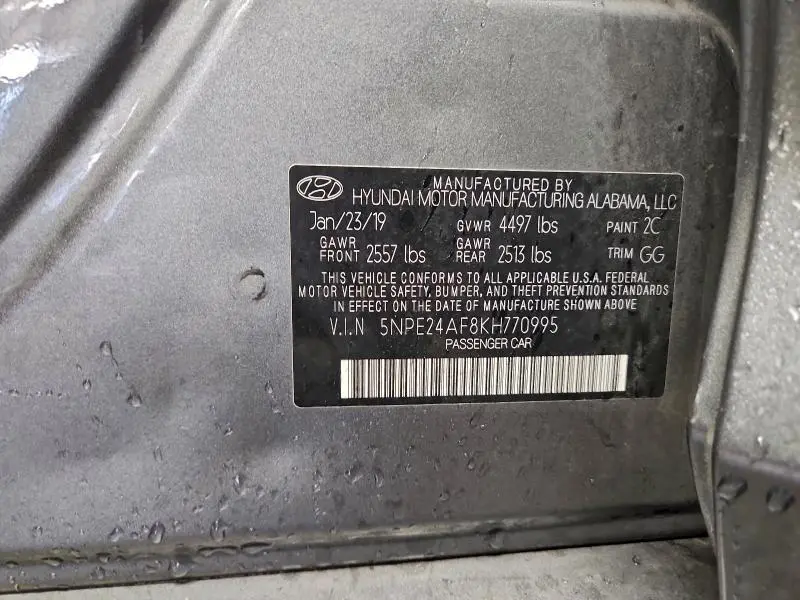 MANUFACTURED BY
HYUNDAI MOTOR MANUFACTURING ALABAMA, LLC
Jan/23/19 GVWR 4497 lbs PAINT 2C
GAWR FRONT 2557 lbs GAWR REAR 2513 lbs TRIM GG
THIS VEHICLE CONFORMS TO ALL APPLICABLE U.S.A. FEDERAL
MOTOR VEHICLE SAFETY, BUMPER, AND THEFT PREVENTION STANDARDS
IN EFFECT ON THE DATE OF MANUFACTURE SHOWN ABOVE
V.I.N 5NPE24AF8KH770995
PASSENGER CAR